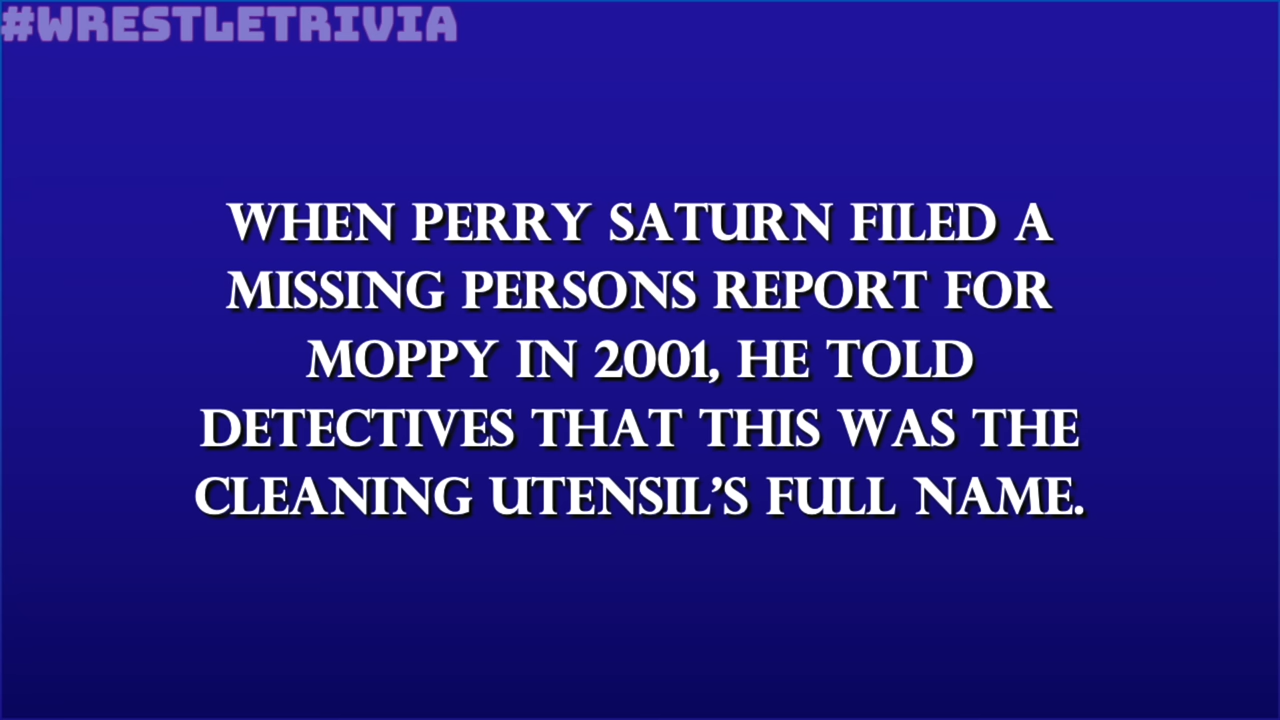 #WRESTLETRIVIA
WHEN PERRY SATURN FILED A
MISSING PERSONS REPORT FOR
MOPPY IN 2001, HE TOLD
DETECTIVES THAT THIS WAS THE
CLEANING UTENSIL'S FULL NAME.